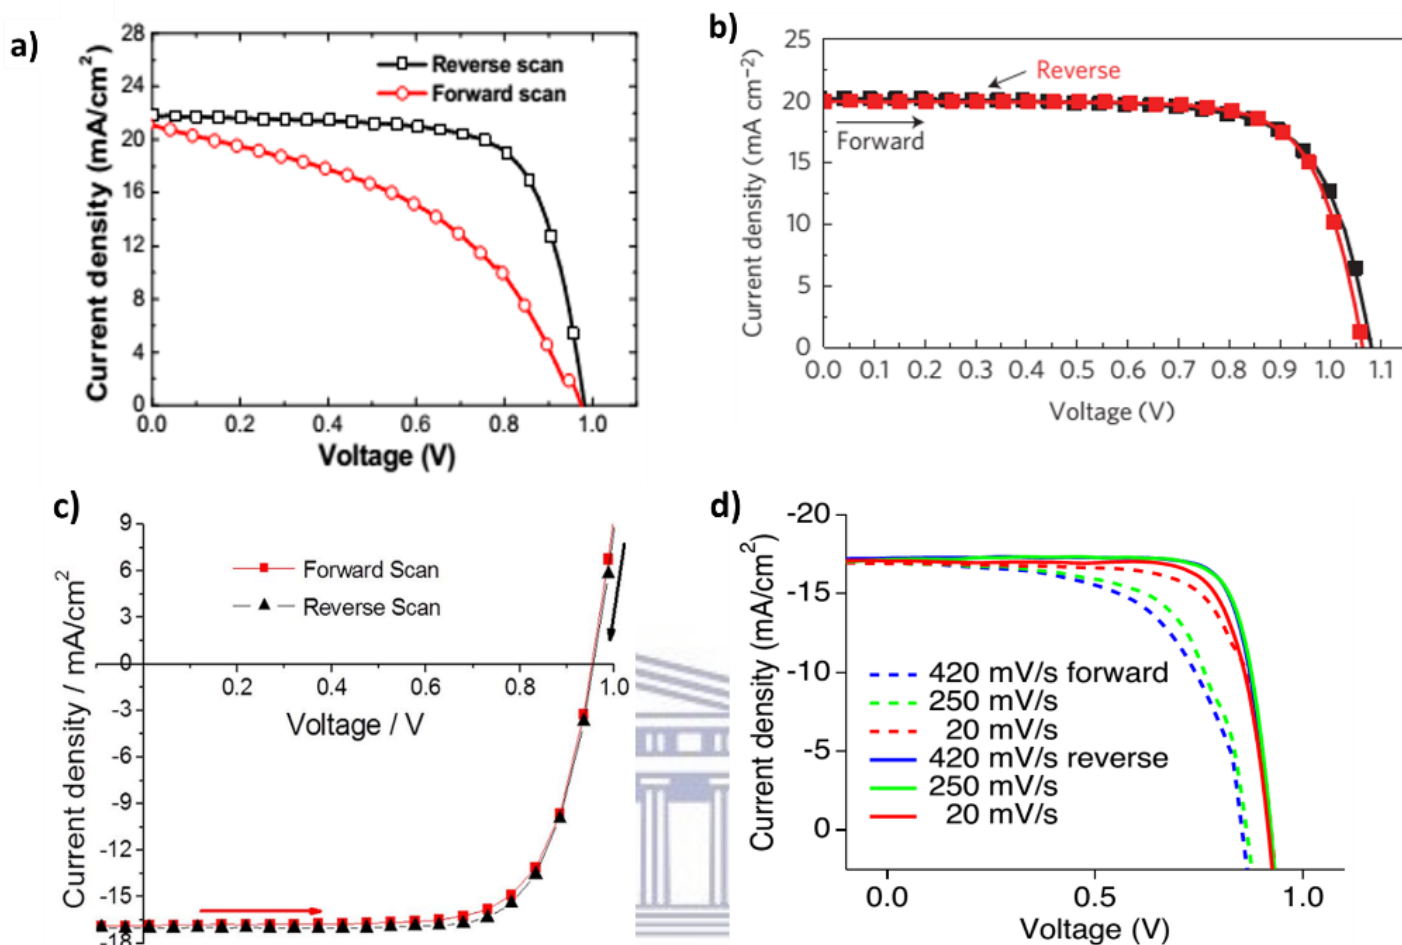 a)
28
24
20
16
12
8
4
0
Current density (mA/cm²)
Reverse scan
Forward scan
0.0 0.2 0.4 0.6 0.8 1.0
Voltage (V)
b)
25
20
15
10
5
0
Current density (mA cm⁻²)
Reverse
Forward
0.0 0.1 0.2 0.3 0.4 0.5 0.6 0.7 0.8 0.9 1.0 1.1
Voltage (V)
c)
9
6
3
0
-3
-6
-9
-12
-15
-18
Current density / mA/cm²
Forward Scan
Reverse Scan
0.2 0.4 0.6 0.8 1.0
Voltage / V
d)
-20
-15
-10
-5
0
Current density (mA/cm²)
420 mV/s forward
250 mV/s
20 mV/s
420 mV/s reverse
250 mV/s
20 mV/s
0.0 0.5 1.0
Voltage (V)